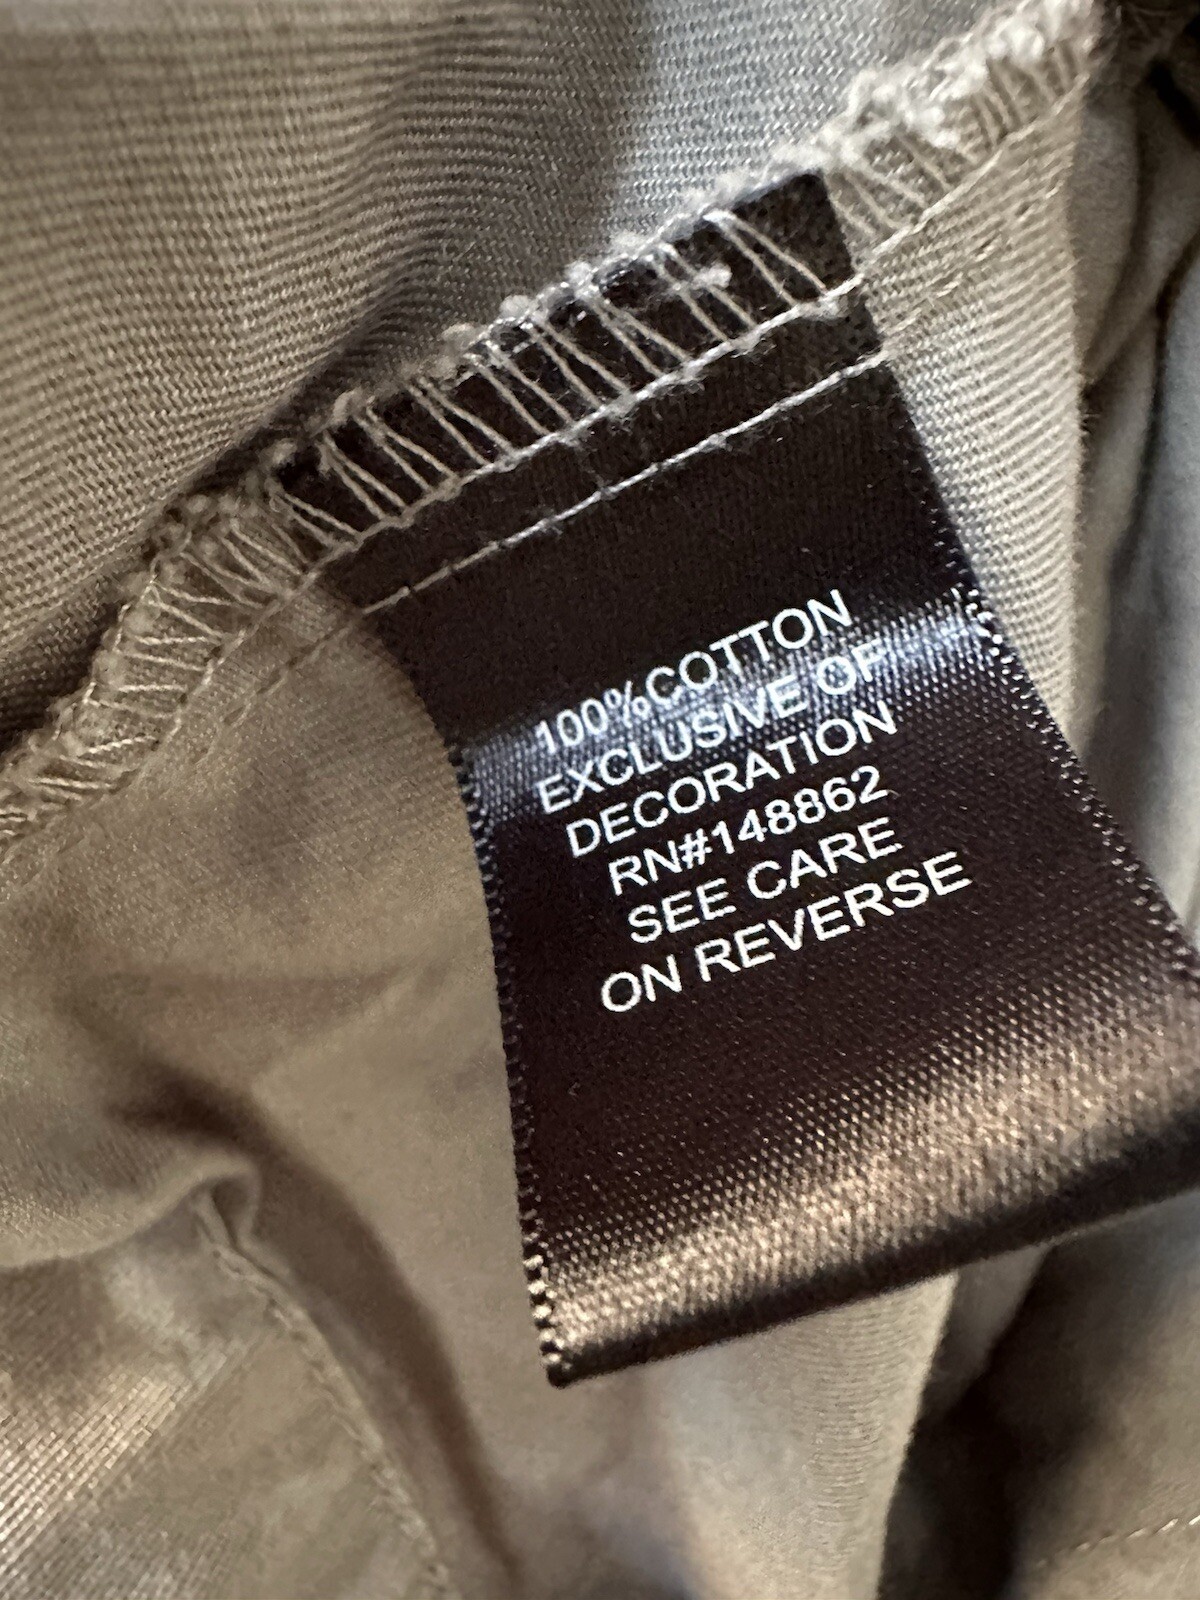 100%COTTON
EXCLUSIVE OF
DECORATION
RN#148862
SEE CARE
ON REVERSE